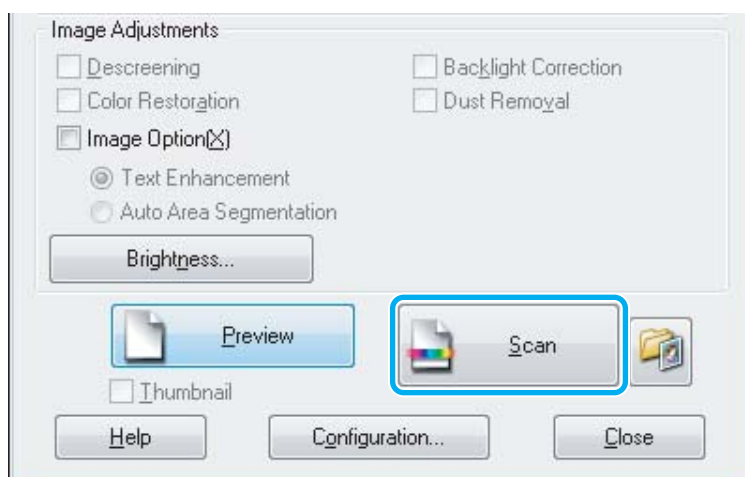 Image Adjustments
Descreening Backlight Correction
Color Restoration Dust Removal
Image Option(X)
Text Enhancement
Auto Area Segmentation
Brightness...
Preview Scan
Thumbnail
Help Configuration... Close